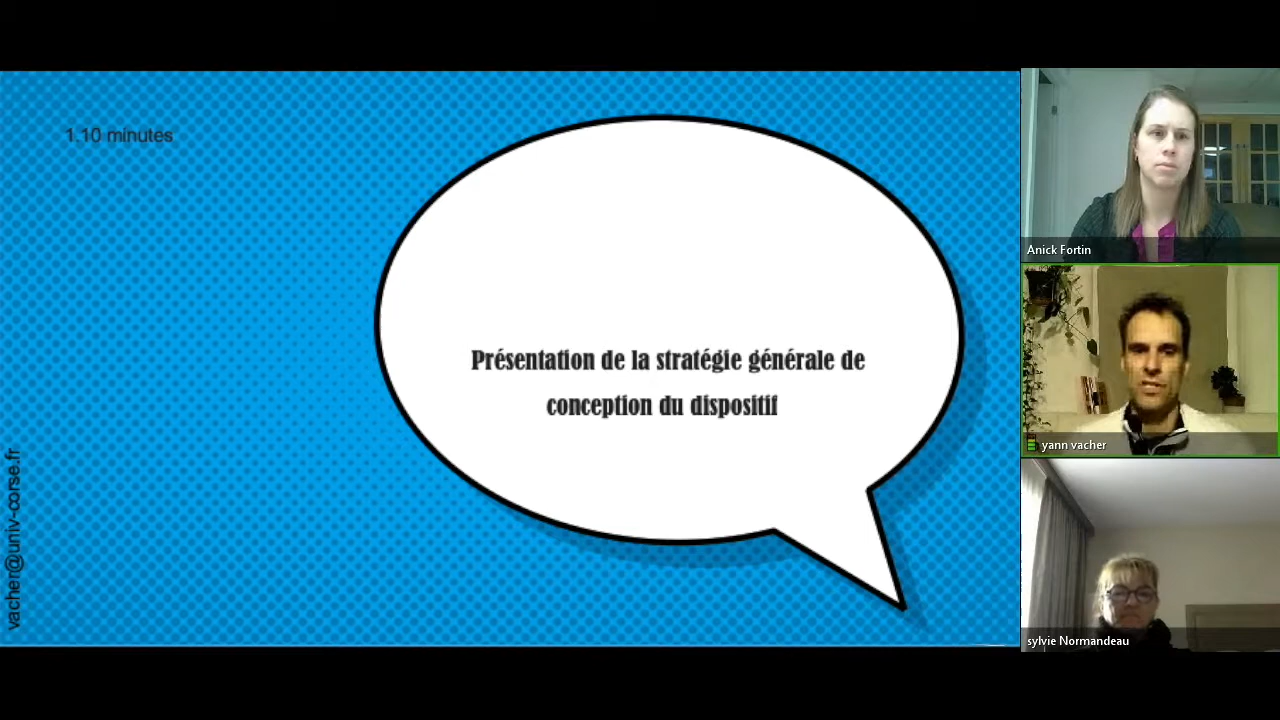 1.10 minutes
Présentation de la stratégie générale de
conception du dispositif
vacher@univ-corse.fr
Anick Fortin
yann vacher
sylvie Normandeau